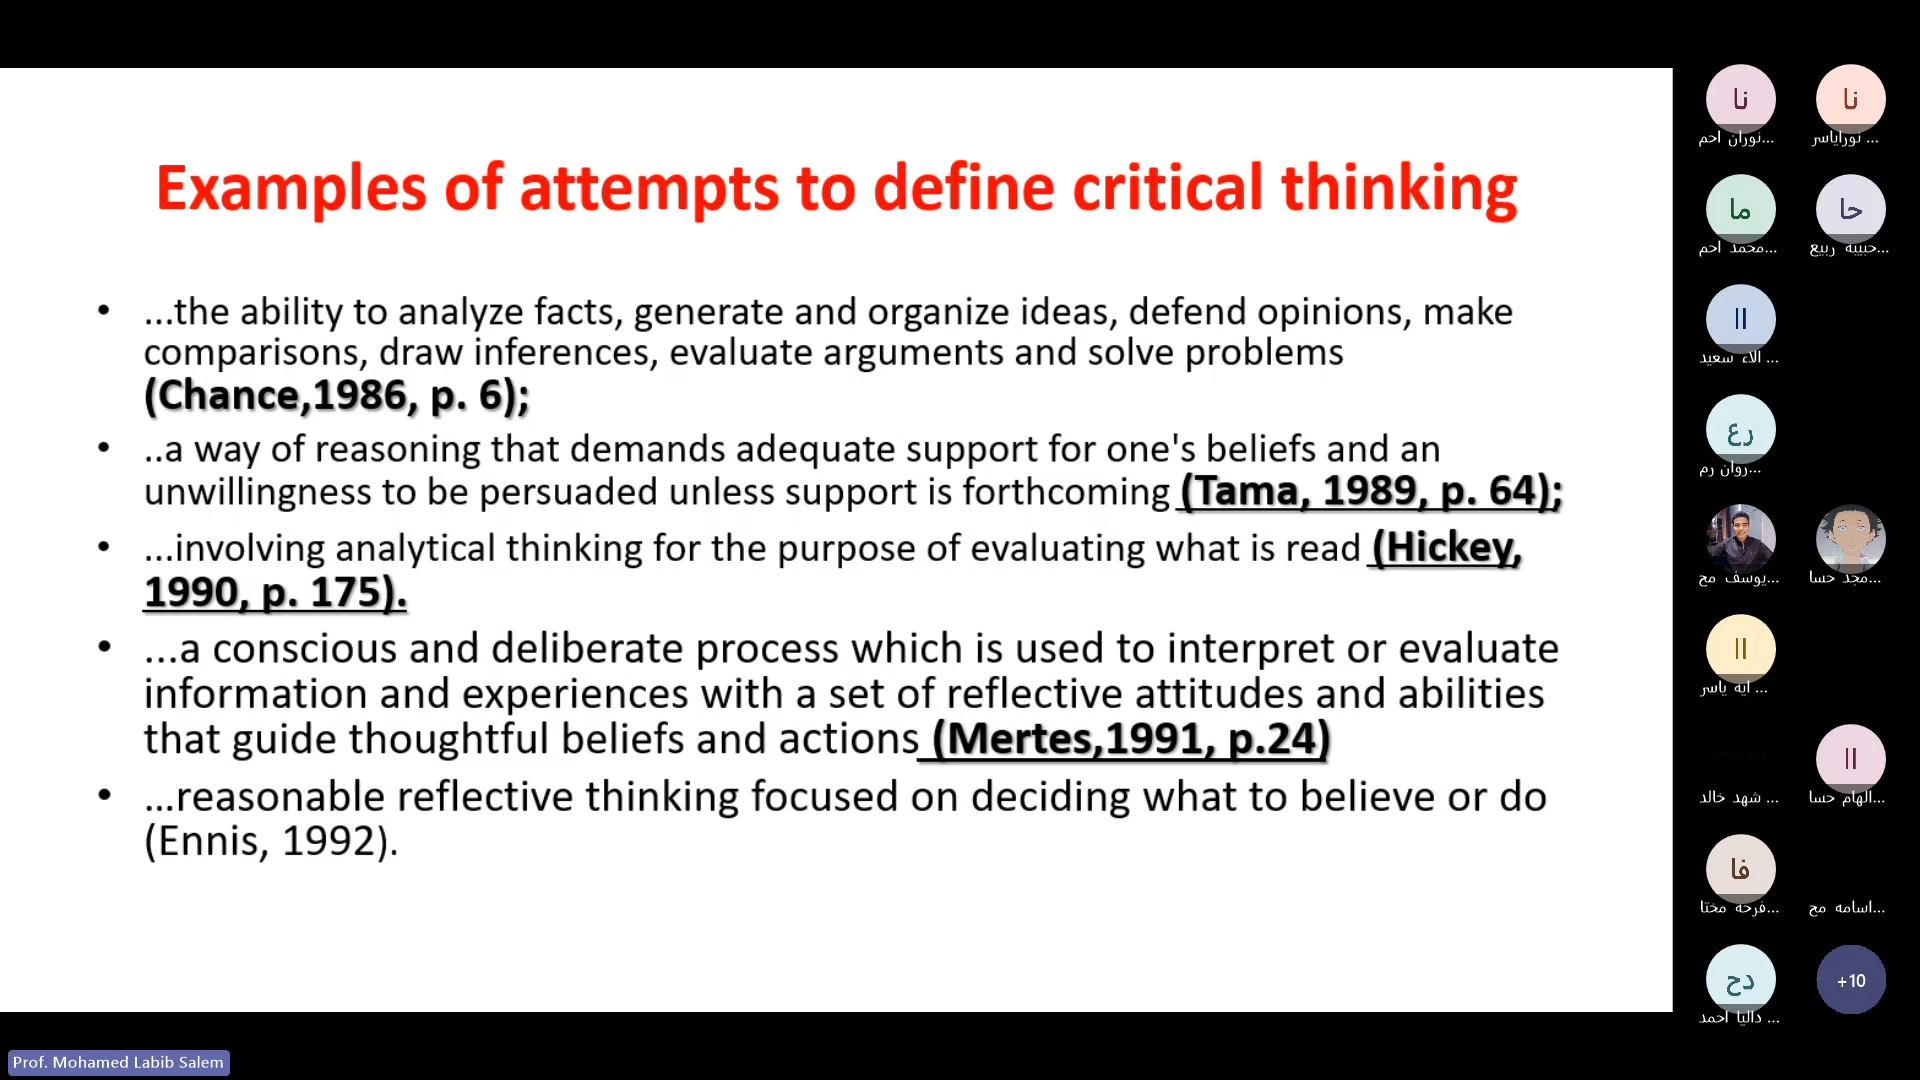 Examples of attempts to define critical thinking
• ...the ability to analyze facts, generate and organize ideas, defend opinions, make
comparisons, draw inferences, evaluate arguments and solve problems
(Chance,1986, p. 6);
• ..a way of reasoning that demands adequate support for one's beliefs and an
unwillingness to be persuaded unless support is forthcoming (Tama, 1989, p. 64);
• ...involving analytical thinking for the purpose of evaluating what is read (Hickey,
1990, p. 175).
• ...a conscious and deliberate process which is used to interpret or evaluate
information and experiences with a set of reflective attitudes and abilities
that guide thoughtful beliefs and actions (Mertes,1991, p.24)
• ...reasonable reflective thinking focused on deciding what to believe or do
(Ennis, 1992).
نا
نوران احم...
نا
نوراياسر ...
ما
محمد احم...
حا
حبيبه ربيع...
اا
الاء سعيد ...
رع
روان رم...
يوسف مح...
مجد حسا...
اا
ايه ياسر ...
شهد خالد ...
اا
الهام حسا...
فا
فرحه مختا...
اسامه مح...
دح
داليا احمد ...
+10
Prof. Mohamed Labib Salem